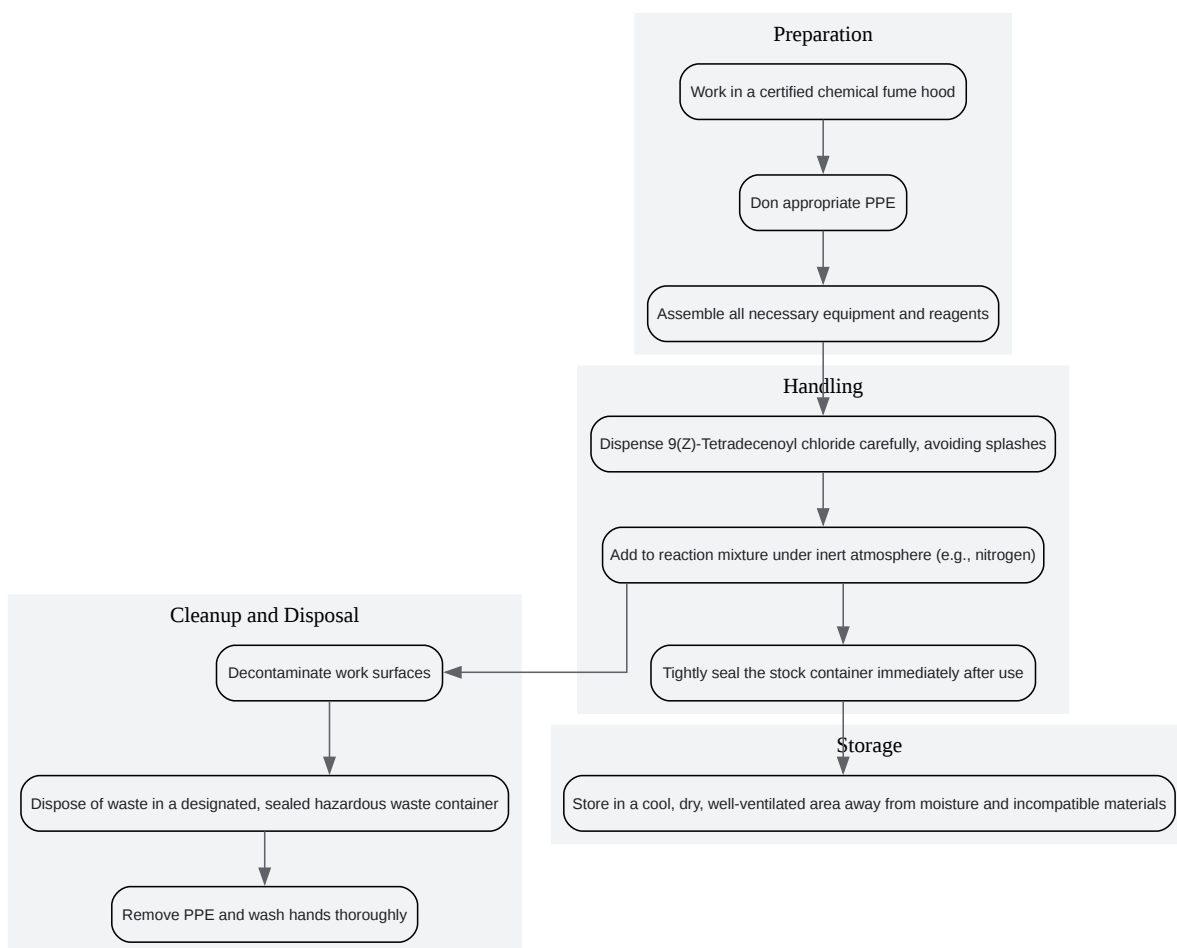 Preparation
Work in a certified chemical fume hood
Don appropriate PPE
Assemble all necessary equipment and reagents
Handling
Dispense 9(Z)-Tetradecenoyl chloride carefully, avoiding splashes
Add to reaction mixture under inert atmosphere (e.g., nitrogen)
Tightly seal the stock container immediately after use
Cleanup and Disposal
Decontaminate work surfaces
Dispose of waste in a designated, sealed hazardous waste container
Remove PPE and wash hands thoroughly
Storage
Store in a cool, dry, well-ventilated area away from moisture and incompatible materials